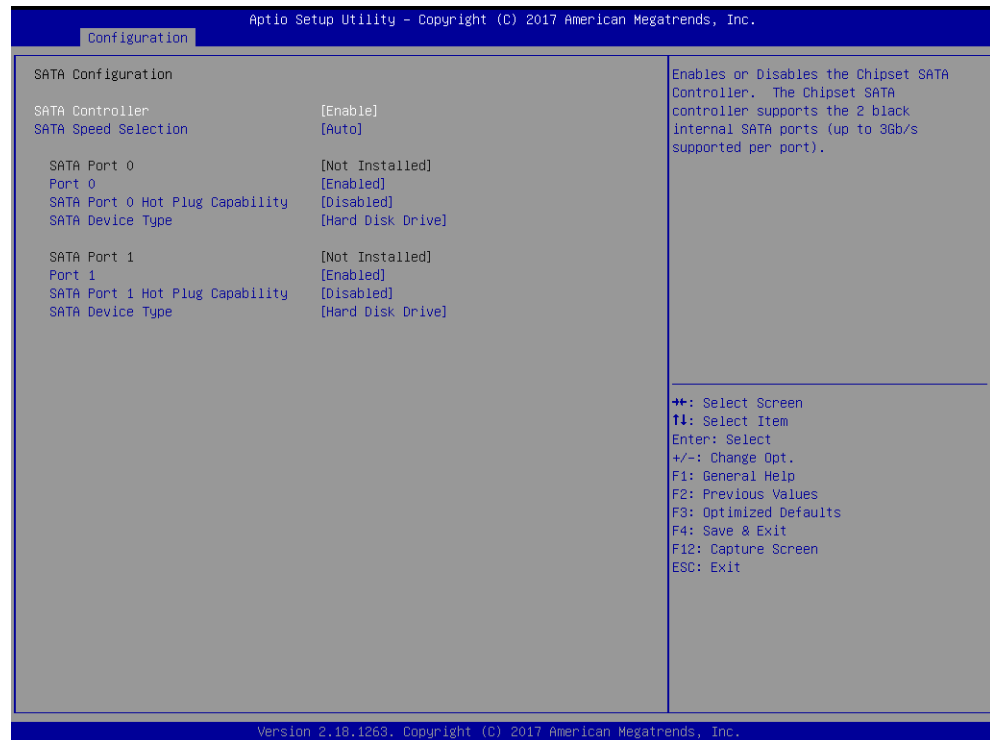 Aptio Setup Utility – Copyright (C) 2017 American Megatrends, Inc.
Configuration
SATA Configuration
SATA Controller [Enable]
SATA Speed Selection [Auto]
SATA Port 0 [Not Installed]
Port 0 [Enabled]
SATA Port 0 Hot Plug Capability [Disabled]
SATA Device Type [Hard Disk Drive]
SATA Port 1 [Not Installed]
Port 1 [Enabled]
SATA Port 1 Hot Plug Capability [Disabled]
SATA Device Type [Hard Disk Drive]
Enables or Disables the Chipset SATA
Controller. The Chipset SATA
controller supports the 2 black
internal SATA ports (up to 3Gb/s
supported per port).
→←: Select Screen
↑↓: Select Item
Enter: Select
+/-: Change Opt.
F1: General Help
F2: Previous Values
F3: Optimized Defaults
F4: Save & Exit
F12: Capture Screen
ESC: Exit
Version 2.18.1263. Copyright (C) 2017 American Megatrends, Inc.